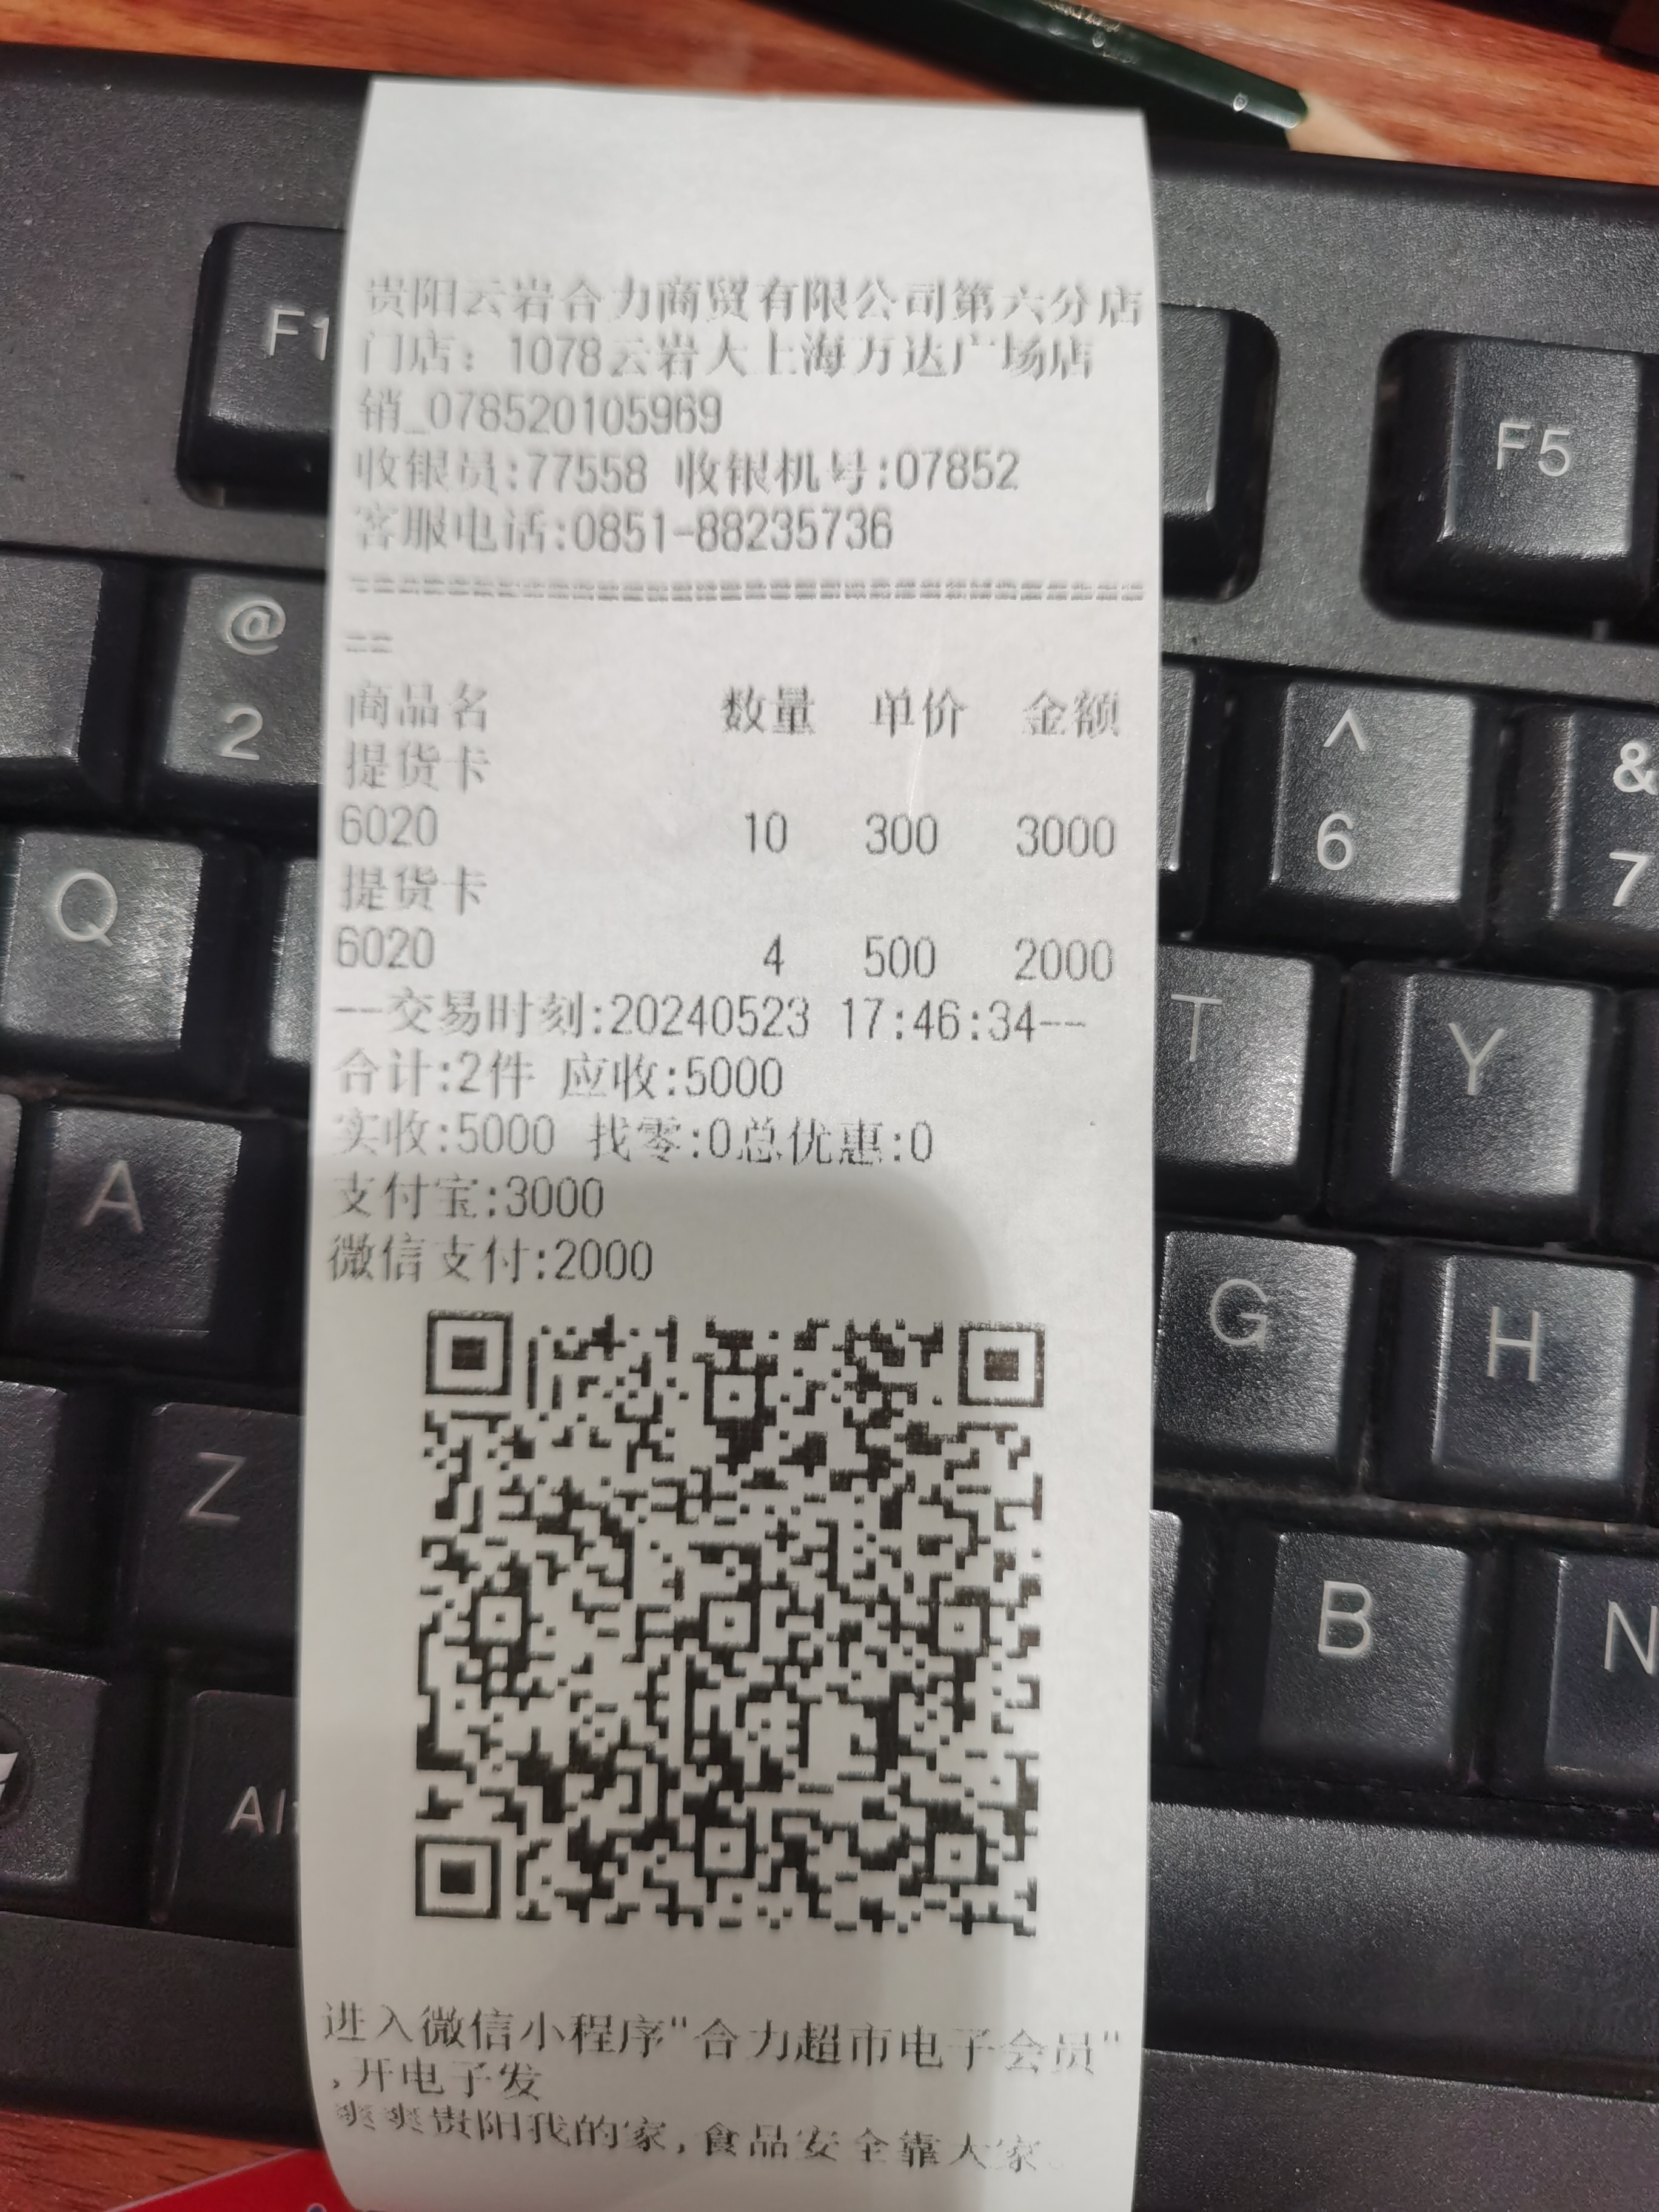 贵阳云岩合力商贸有限公司第六分店
门店：1078云岩大上海万达广场店
销_078520105969
收银员:77558 收银机号:07852
客服电话:0851-88235736
================================
==
商品名 数量 单价 金额
提货卡
6020 10 300 3000
提货卡
6020 4 500 2000
--交易时刻:20240523 17:46:34--
合计:2件 应收:5000
实收:5000 找零:0总优惠:0
支付宝:3000
微信支付:2000
进入微信小程序"合力超市电子会员"
,开电子发
爽爽贵阳我的家,食品安全靠大家。
F1
F5
@
2
^
6
&
7
Q
T
Y
A
G
H
Z
B
N
Al